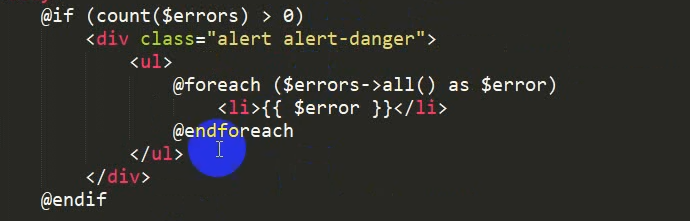 @if (count($errors) > 0)
<div class="alert alert-danger">
<ul>
@foreach ($errors->all() as $error)
<li>{{ $error }}</li>
@endforeach
</ul>
</div>
@endif